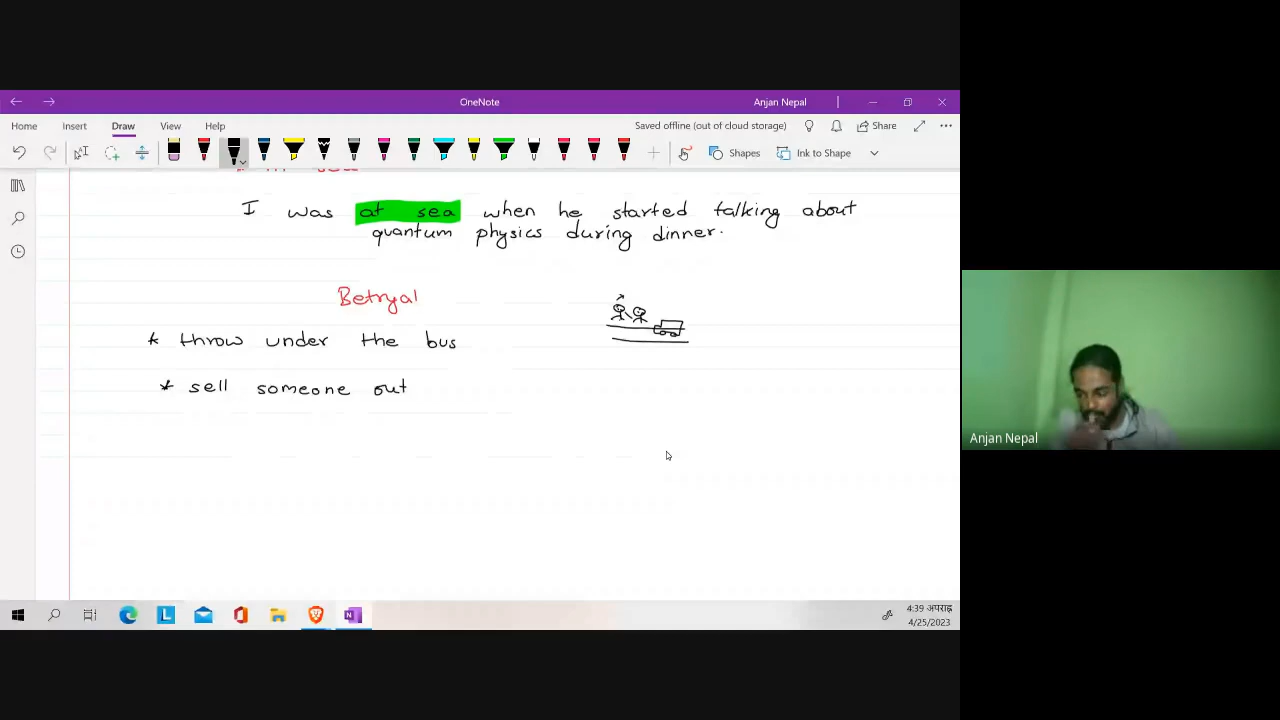 OneNote
Anjan Nepal
Home
Insert
Draw
View
Help
Saved offline (out of cloud storage)
Share
Shapes
Ink to Shape
I was at sea when he started talking about
quantum physics during dinner.
Betryal
* throw under the bus
* sell someone out
Anjan Nepal
4:39 अपराह्न
4/25/2023